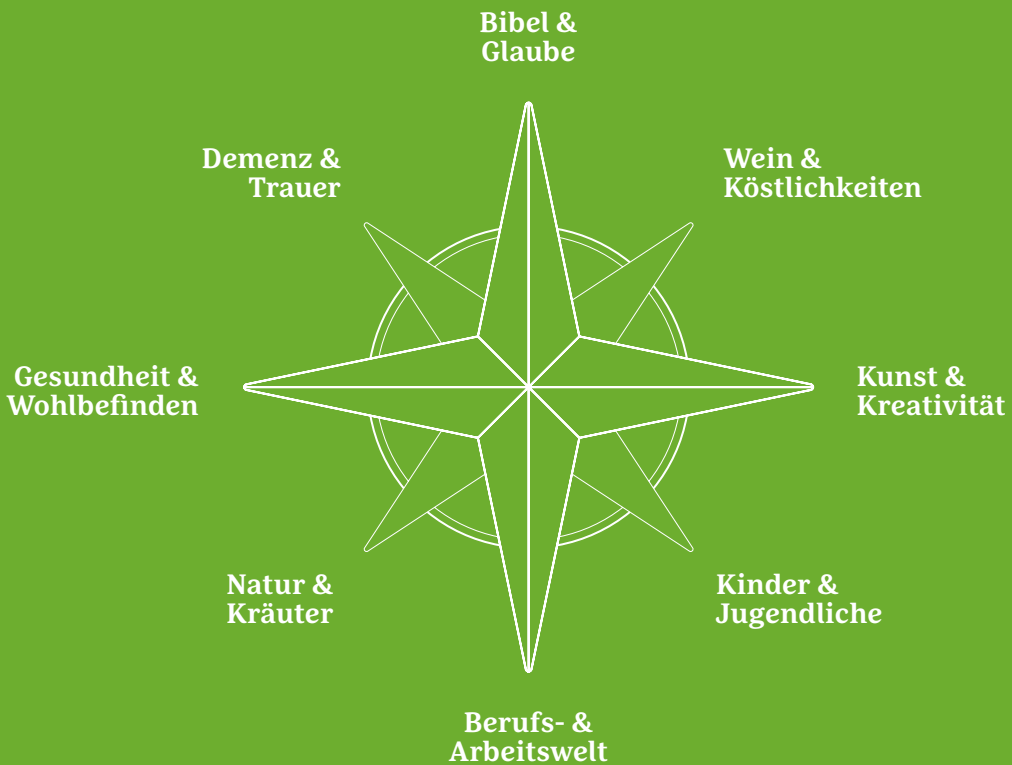 Bibel &
Glaube
Demenz &
Trauer
Wein &
Köstlichkeiten
Gesundheit &
Wohlbefinden
Kunst &
Kreativität
Natur &
Kräuter
Kinder &
Jugendliche
Berufs- &
Arbeitswelt